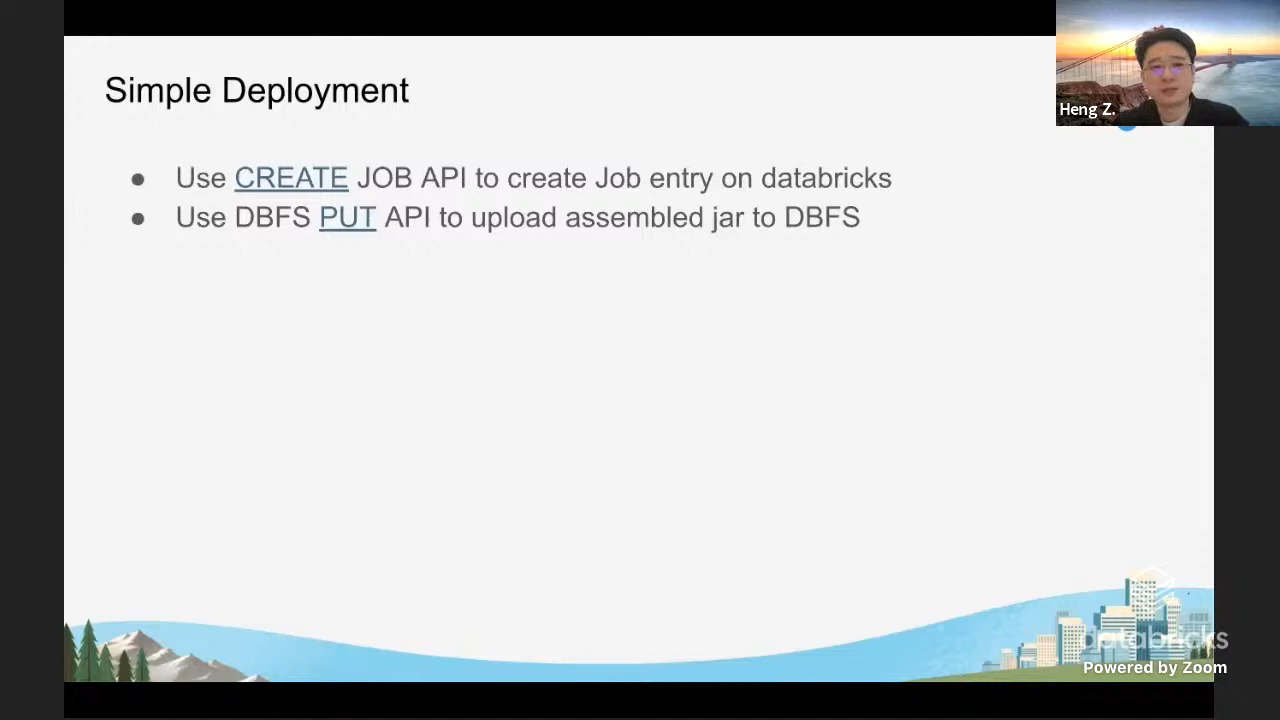 Simple Deployment
Heng Z.
● Use CREATE JOB API to create Job entry on databricks
● Use DBFS PUT API to upload assembled jar to DBFS
databricks
Powered by Zoom